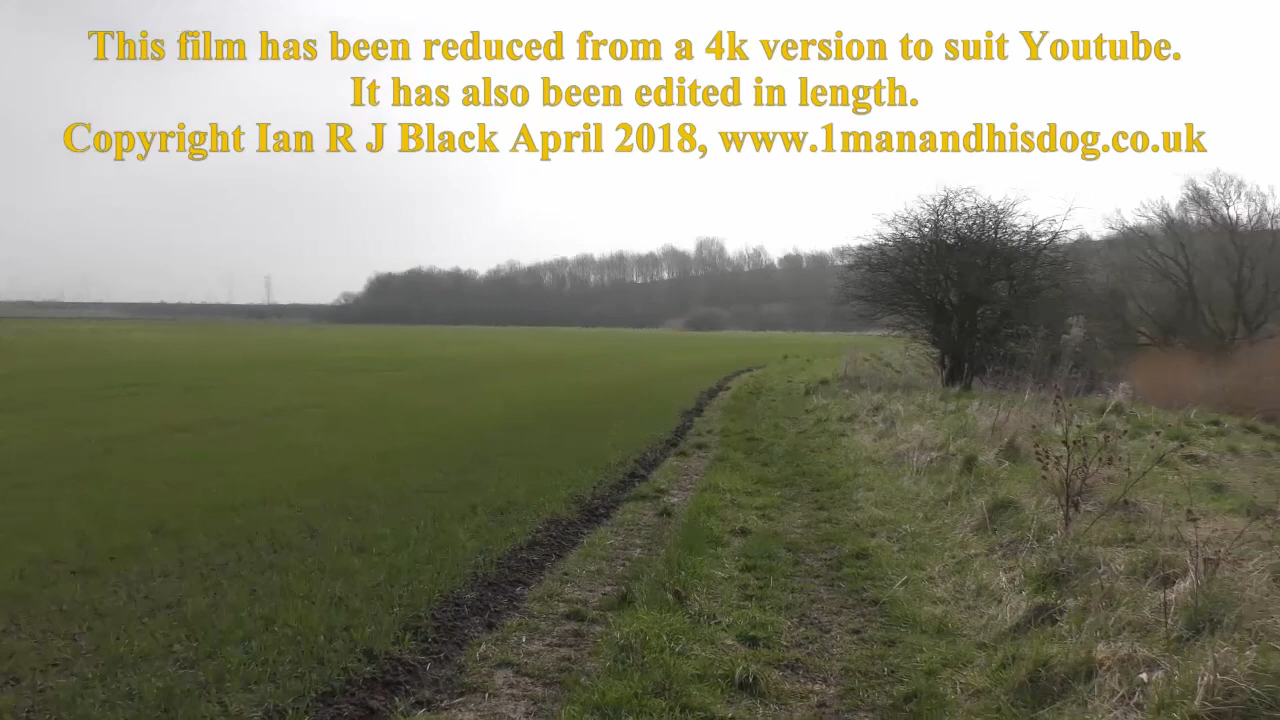 This film has been reduced from a 4k version to suit Youtube.
It has also been edited in length.
Copyright Ian R J Black April 2018, www.1manandhisdog.co.uk